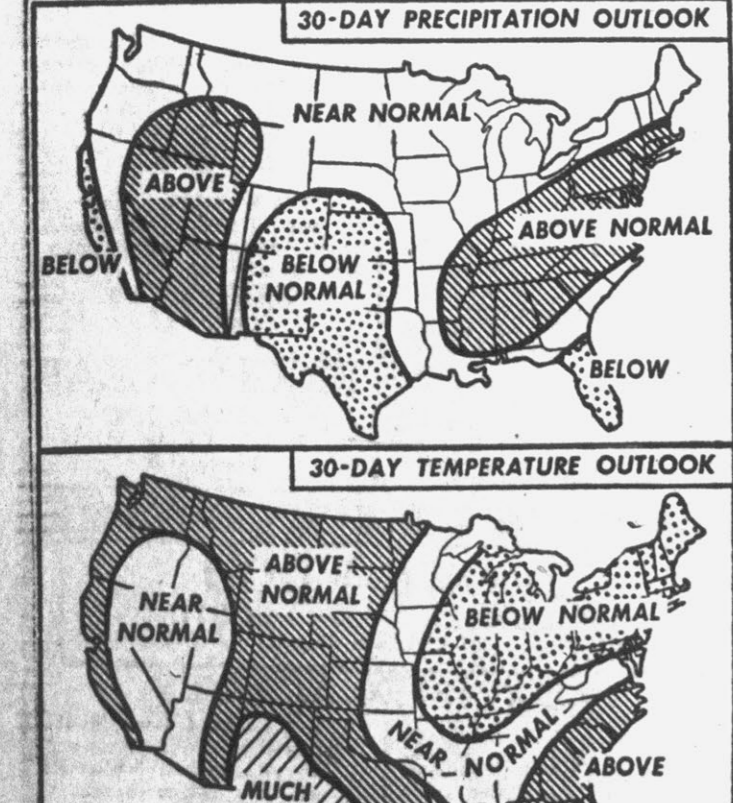 30-DAY PRECIPITATION OUTLOOK
NEAR NORMAL
ABOVE
ABOVE NORMAL
BELOW
BELOW
NORMAL
BELOW
30-DAY TEMPERATURE OUTLOOK
ABOVE
NORMAL
NEAR
NORMAL
BELOW NORMAL
NEAR NORMAL
ABOVE
MUCH